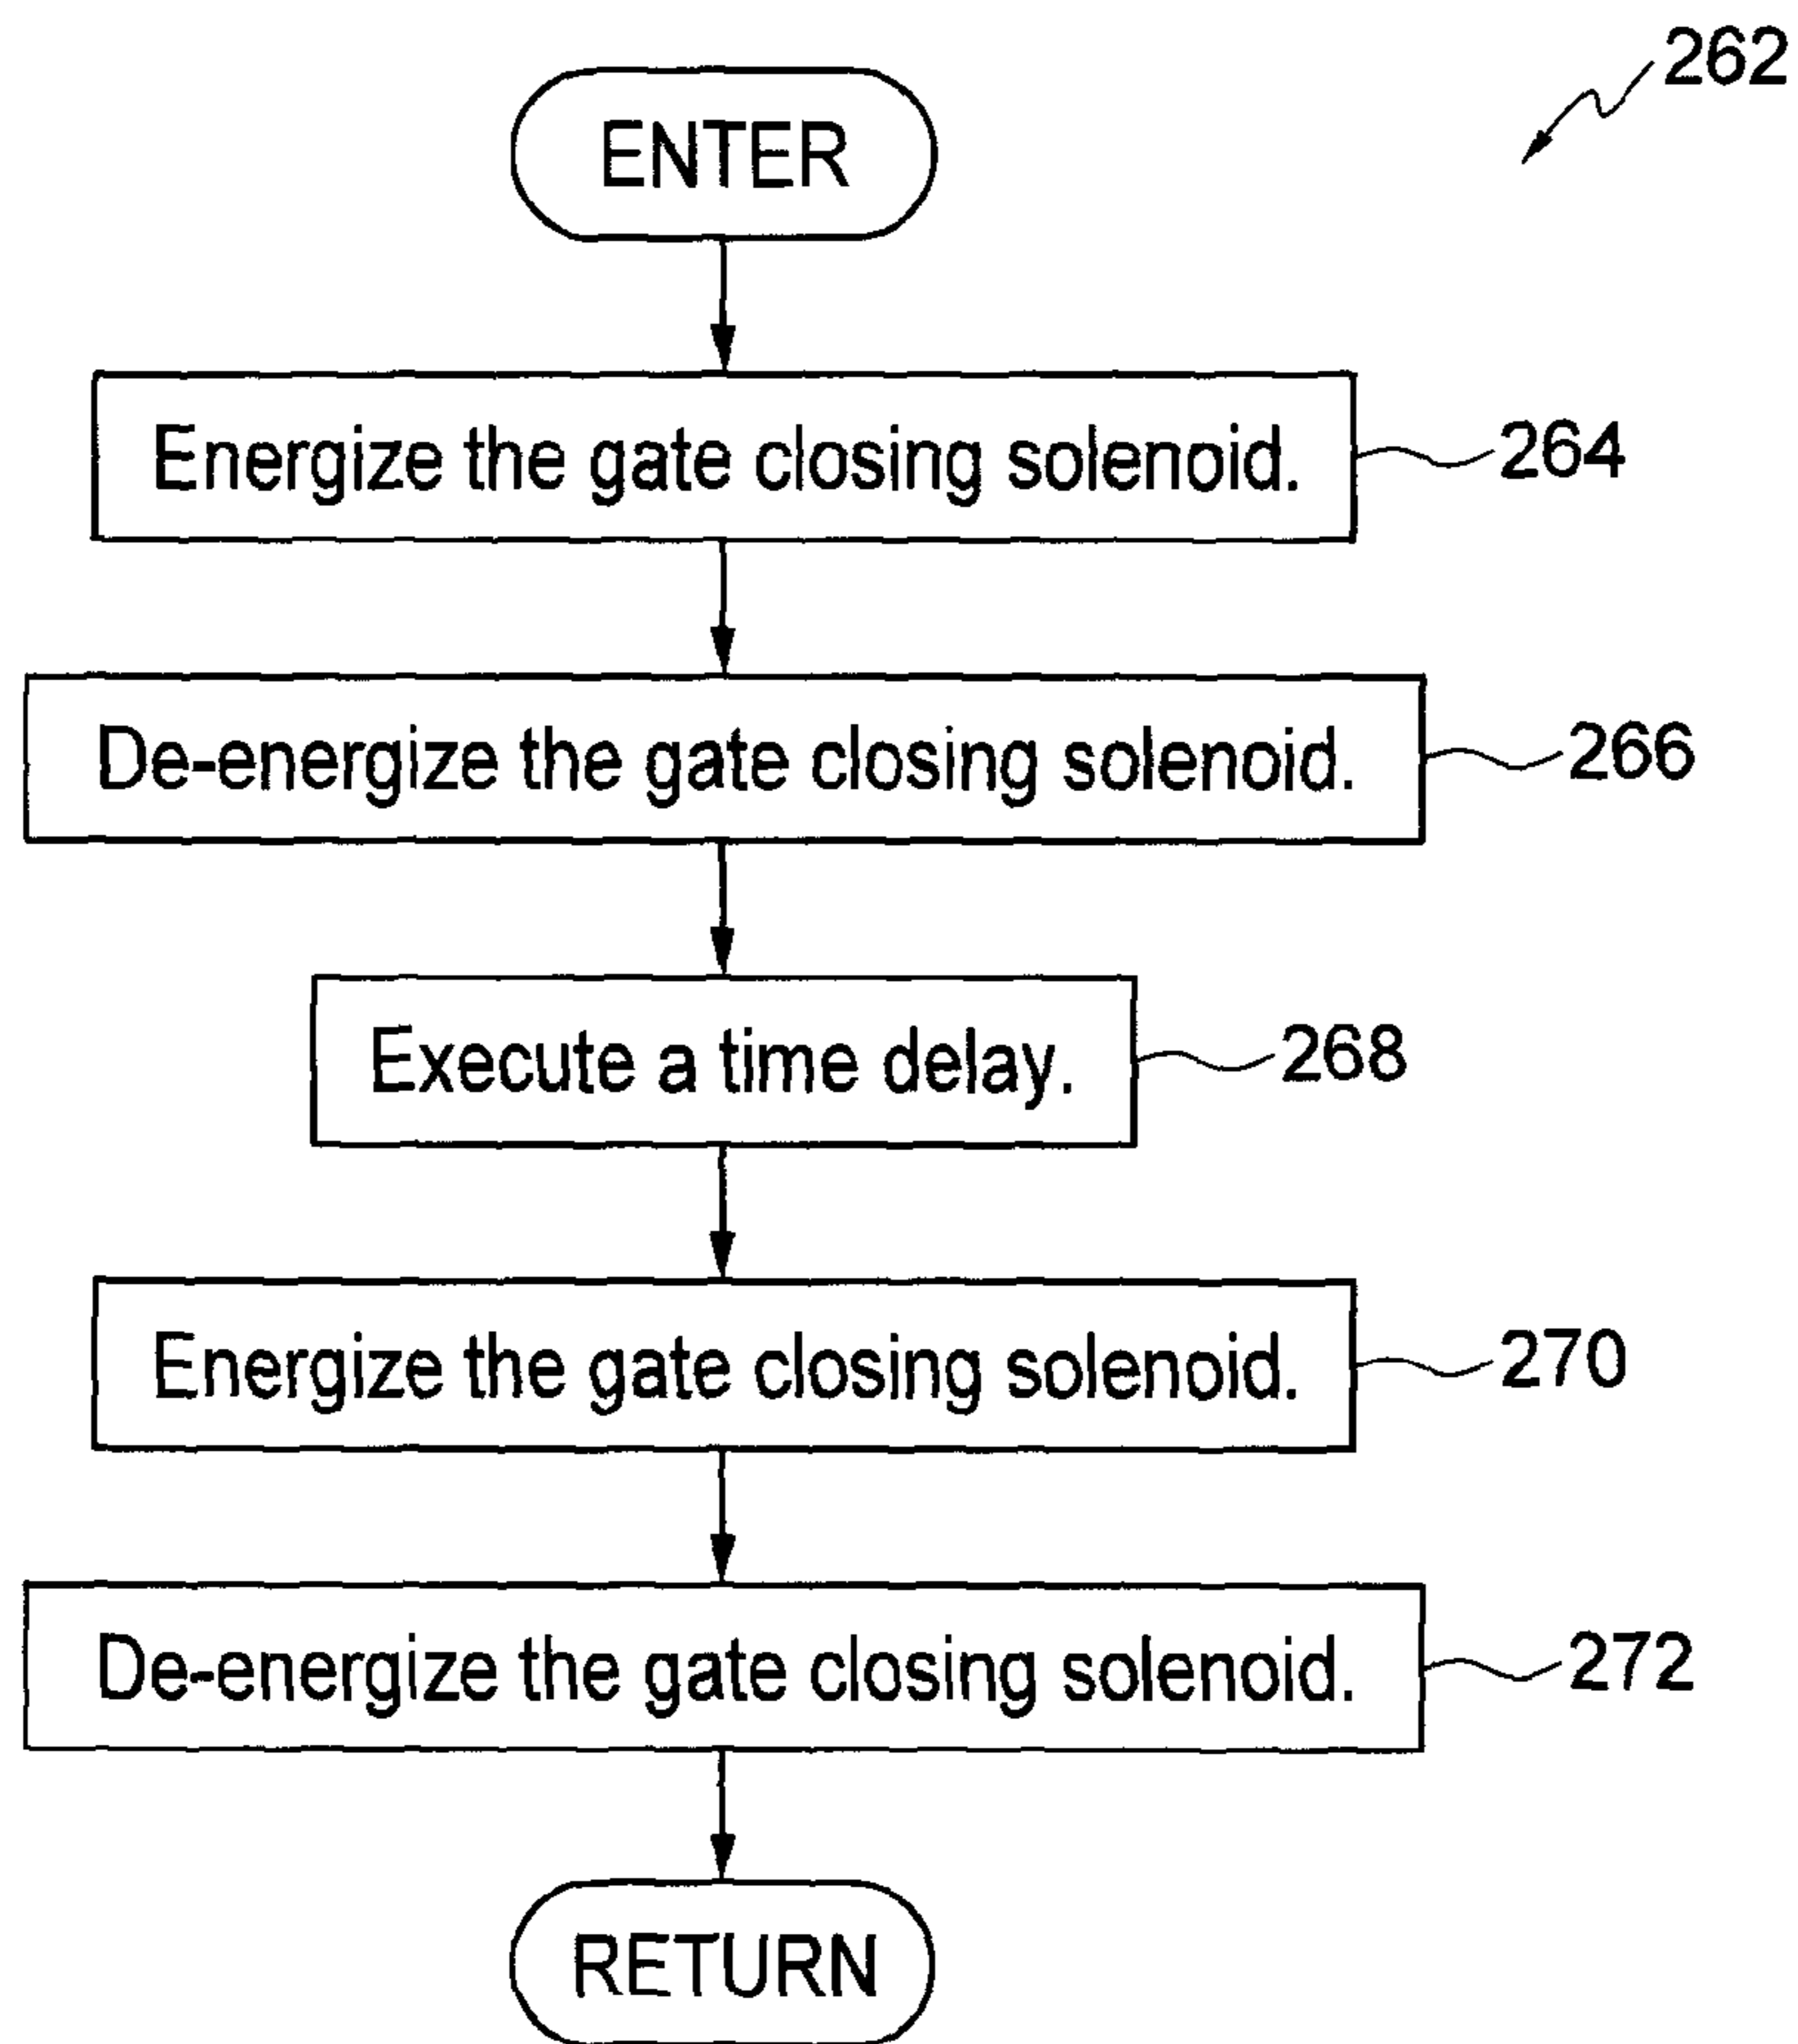 262
ENTER
Energize the gate closing solenoid.
264
De-energize the gate closing solenoid.
266
Execute a time delay.
268
Energize the gate closing solenoid.
270
De-energize the gate closing solenoid.
272
RETURN